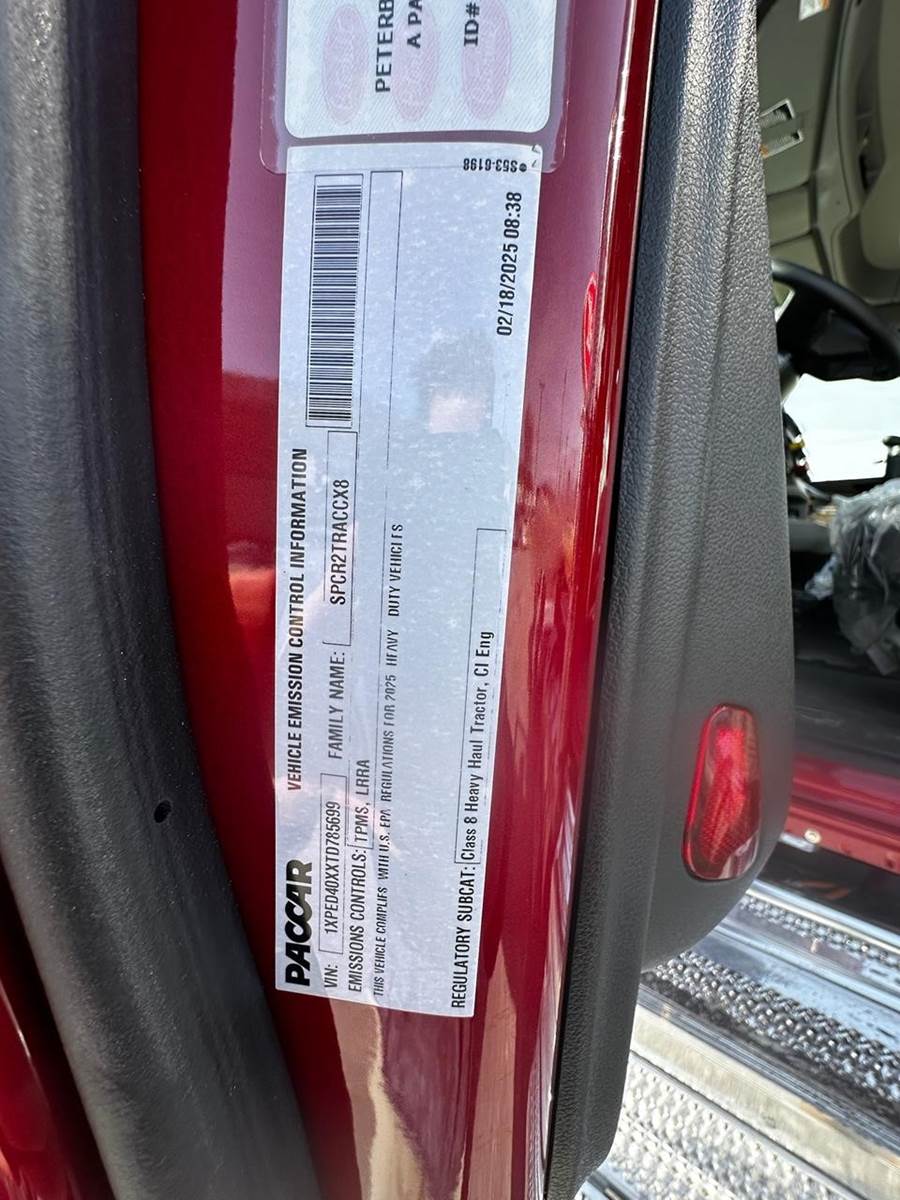 PETERB
A PA
ID#
S53-6198
PACCAR
VEHICLE EMISSION CONTROL INFORMATION
VIN: 1XPED40XXTD785699 FAMILY NAME: SPCR2TRACCX8
EMISSIONS CONTROLS: TPMS, LRRA
THIS VEHICLE COMPLIES WITH U.S. EPA REGULATIONS FOR 2025 HEAVY DUTY VEHICLES
REGULATORY SUBCAT: Class 8 Heavy Haul Tractor, CI Eng
02/18/2025 08:38